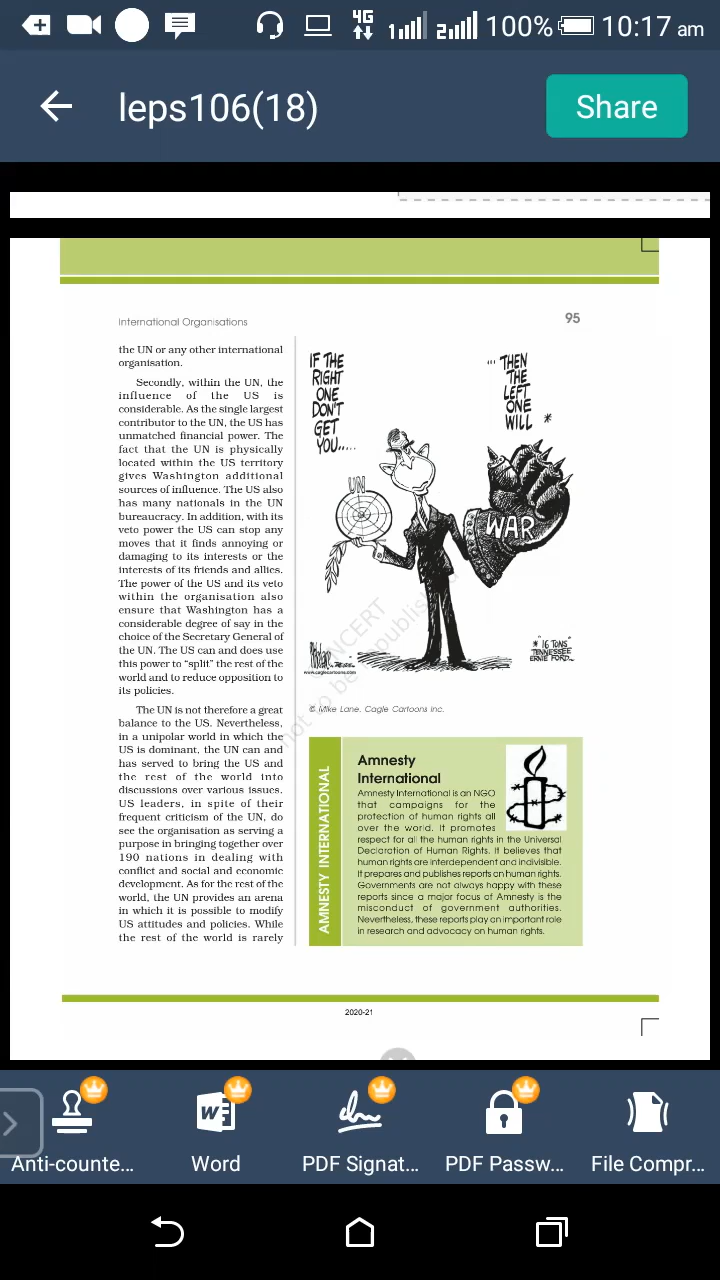 4G
1
2
100%
10:17 am
leps106(18)
Share
International Organisations
95
the UN or any other international
organisation.
Secondly, within the UN, the
influence of the US is
considerable. As the single largest
contributor to the UN, the US has
unmatched financial power. The
fact that the UN is physically
located within the US territory
gives Washington additional
sources of influence. The US also
has many nationals in the UN
bureaucracy. In addition, with its
veto power the US can stop any
moves that it finds annoying or
damaging to its interests or the
interests of its friends and allies.
The power of the US and its veto
within the organisation also
ensure that Washington has a
considerable degree of say in the
choice of the Secretary General of
the UN. The US can and does use
this power to “split” the rest of the
world and to reduce opposition to
its policies.
The UN is not therefore a great
balance to the US. Nevertheless,
in a unipolar world in which the
US is dominant, the UN can and
has served to bring the US and
the rest of the world into
discussions over various issues.
US leaders, in spite of their
frequent criticism of the UN, do
see the organisation as serving a
purpose in bringing together over
190 nations in dealing with
conflict and social and economic
development. As for the rest of the
world, the UN provides an arena
in which it is possible to modify
US attitudes and policies. While
the rest of the world is rarely
IF THE
RIGHT
ONE
DON'T
GET
YOU.....
... THEN
THE
LEFT
ONE
WILL *
UN
WAR
* "16 TONS"
TENNESSEE
ERNIE FORD...
www.caglecartoons.com
© Mike Lane, Cagle Cartoons Inc.
NCERT
not to be republished
AMNESTY INTERNATIONAL
Amnesty
International
Amnesty International is an NGO
that campaigns for the
protection of human rights all
over the world. It promotes
respect for all the human rights in the Universal
Declaration of Human Rights. It believes that
human rights are interdependent and indivisible.
It prepares and publishes reports on human rights.
Governments are not always happy with these
reports since a major focus of Amnesty is the
misconduct of government authorities.
Nevertheless, these reports play an important role
in research and advocacy on human rights.
2020-21
Anti-counte...
Word
PDF Signat...
PDF Passw...
File Compr...